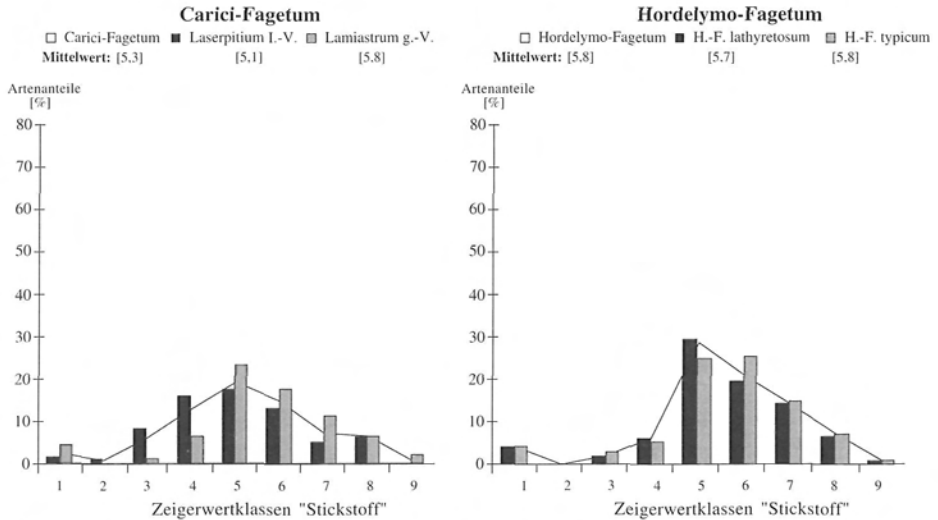 Carici-Fagetum
Carici-Fagetum Laserpitium I.-V. Lamiastrum g.-V.
Mittelwert: [5.3] [5.1] [5.8]
Artenanteile
[%]
80
70
60
50
40
30
20
10
0
1 2 3 4 5 6 7 8 9
Zeigerwertklassen "Stickstoff"
Hordelymo-Fagetum
Hordelymo-Fagetum H.-F. lathyretosum H.-F. typicum
Mittelwert: [5.8] [5.7] [5.8]
Artenanteile
[%]
80
70
60
50
40
30
20
10
0
1 2 3 4 5 6 7 8 9
Zeigerwertklassen "Stickstoff"